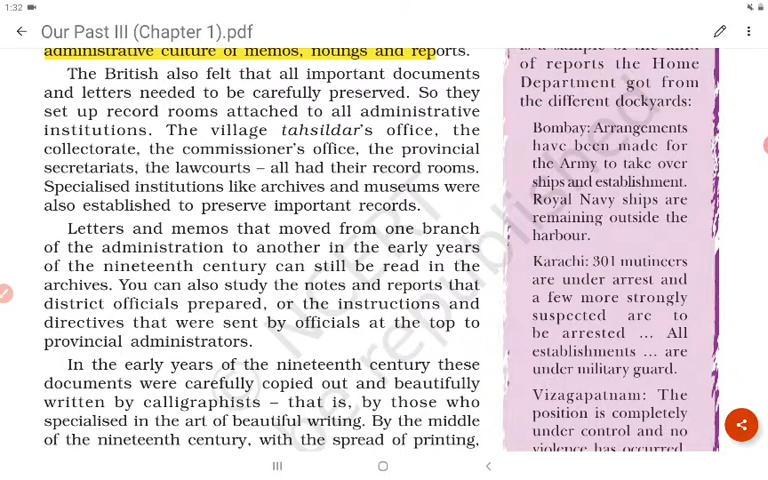 1:32
Our Past III (Chapter 1).pdf
administrative culture of memos, notings and reports.
The British also felt that all important documents
and letters needed to be carefully preserved. So they
set up record rooms attached to all administrative
institutions. The village tahsildar's office, the
collectorate, the commissioner's office, the provincial
secretariats, the lawcourts – all had their record rooms.
Specialised institutions like archives and museums were
also established to preserve important records.
Letters and memos that moved from one branch
of the administration to another in the early years
of the nineteenth century can still be read in the
archives. You can also study the notes and reports that
district officials prepared, or the instructions and
directives that were sent by officials at the top to
provincial administrators.
In the early years of the nineteenth century these
documents were carefully copied out and beautifully
written by calligraphists – that is, by those who
specialised in the art of beautiful writing. By the middle
of the nineteenth century, with the spread of printing,
is a sample of the kind
of reports the Home
Department got from
the different dockyards:
Bombay: Arrangements
have been made for
the Army to take over
ships and establishment.
Royal Navy ships are
remaining outside the
harbour.
Karachi: 301 mutineers
are under arrest and
a few more strongly
suspected are to
be arrested ... All
establishments ... are
under military guard.
Vizagapatnam: The
position is completely
under control and no
violence has occurred.
© NCERT
be republished